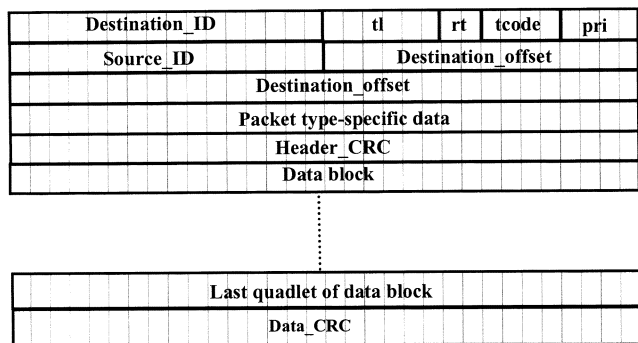 Destination_ID tl rt tcode pri
Source_ID Destination_offset
Destination_offset
Packet type-specific data
Header_CRC
Data block
Last quadlet of data block
Data_CRC